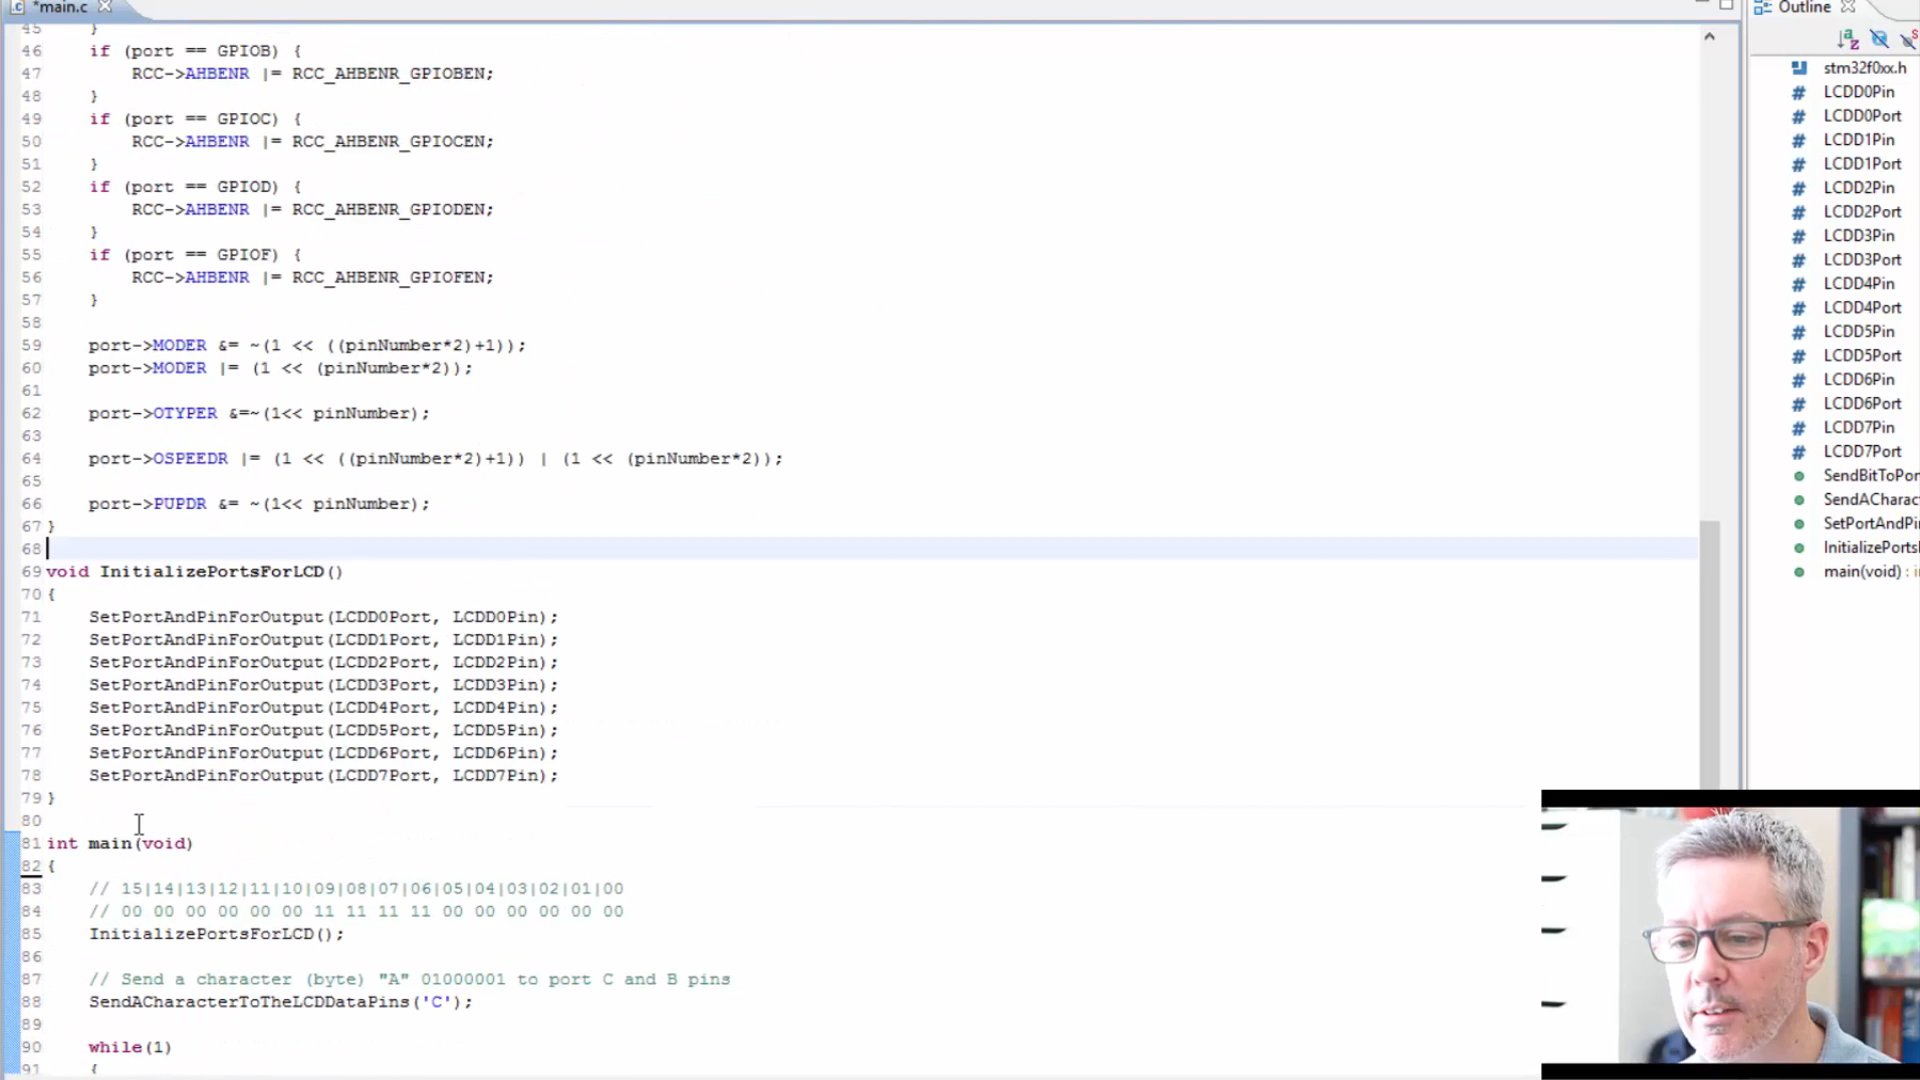 *main.c
Outline
45 }
46 if (port == GPIOB) {
47 RCC->AHBENR |= RCC_AHBENR_GPIOBEN;
48 }
49 if (port == GPIOC) {
50 RCC->AHBENR |= RCC_AHBENR_GPIOCEN;
51 }
52 if (port == GPIOD) {
53 RCC->AHBENR |= RCC_AHBENR_GPIODEN;
54 }
55 if (port == GPIOF) {
56 RCC->AHBENR |= RCC_AHBENR_GPIOFEN;
57 }
58
59 port->MODER &= ~(1 << ((pinNumber*2)+1));
60 port->MODER |= (1 << (pinNumber*2));
61
62 port->OTYPER &=~(1<< pinNumber);
63
64 port->OSPEEDR |= (1 << ((pinNumber*2)+1)) | (1 << (pinNumber*2));
65
66 port->PUPDR &= ~(1<< pinNumber);
67 }
68
69 void InitializePortsForLCD()
70 {
71 SetPortAndPinForOutput(LCDD0Port, LCDD0Pin);
72 SetPortAndPinForOutput(LCDD1Port, LCDD1Pin);
73 SetPortAndPinForOutput(LCDD2Port, LCDD2Pin);
74 SetPortAndPinForOutput(LCDD3Port, LCDD3Pin);
75 SetPortAndPinForOutput(LCDD4Port, LCDD4Pin);
76 SetPortAndPinForOutput(LCDD5Port, LCDD5Pin);
77 SetPortAndPinForOutput(LCDD6Port, LCDD6Pin);
78 SetPortAndPinForOutput(LCDD7Port, LCDD7Pin);
79 }
80
81 int main(void)
82 {
83 // 15|14|13|12|11|10|09|08|07|06|05|04|03|02|01|00
84 // 00 00 00 00 00 00 11 11 11 11 00 00 00 00 00 00
85 InitializePortsForLCD();
86
87 // Send a character (byte) "A" 01000001 to port C and B pins
88 SendACharacterToTheLCDDataPins('C');
89
90 while(1)
91 {
stm32f0xx.h
# LCDD0Pin
# LCDD0Port
# LCDD1Pin
# LCDD1Port
# LCDD2Pin
# LCDD2Port
# LCDD3Pin
# LCDD3Port
# LCDD4Pin
# LCDD4Port
# LCDD5Pin
# LCDD5Port
# LCDD6Pin
# LCDD6Port
# LCDD7Pin
# LCDD7Port
SendBitToPor
SendACharac
SetPortAndPi
InitializePorts
main(void) : i